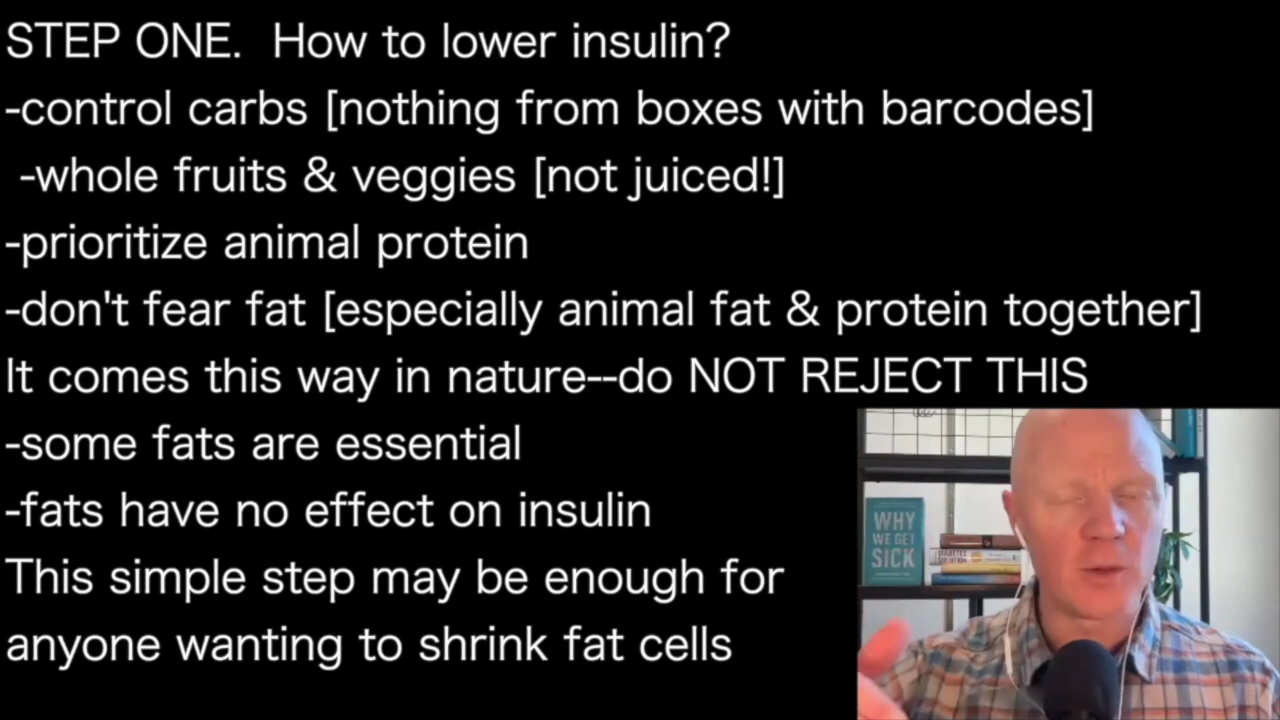 STEP ONE.  How to lower insulin?
-control carbs [nothing from boxes with barcodes]
-whole fruits & veggies [not juiced!]
-prioritize animal protein
-don't fear fat [especially animal fat & protein together]
It comes this way in nature--do NOT REJECT THIS
-some fats are essential
-fats have no effect on insulin
This simple step may be enough for
anyone wanting to shrink fat cells
WHY
WE GET
SICK